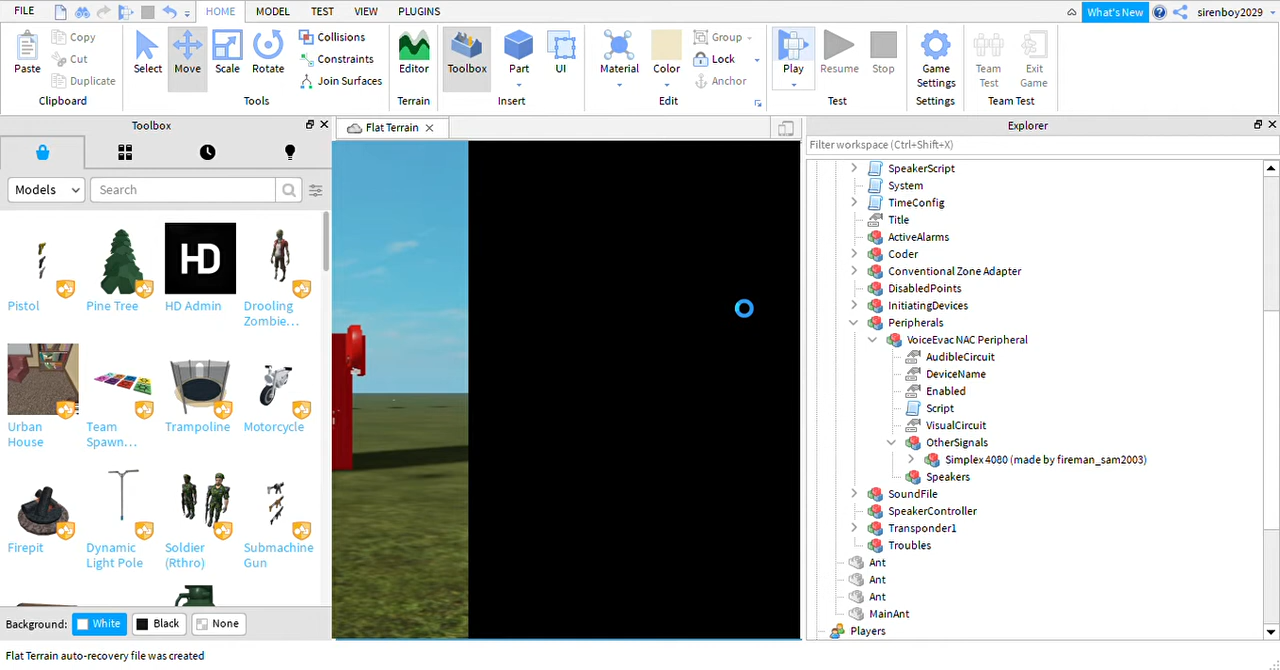 FILE
HOME
MODEL
TEST
VIEW
PLUGINS
What's New
sirenboy2029
Paste
Copy
Cut
Duplicate
Clipboard
Select
Move
Scale
Rotate
Collisions
Constraints
Join Surfaces
Tools
Editor
Terrain
Toolbox
Part
UI
Insert
Material
Color
Group
Lock
Anchor
Edit
Play
Resume
Stop
Test
Game
Settings
Settings
Team
Test
Exit
Game
Team Test
Toolbox
Models
Search
Pistol
Pine Tree
HD
HD Admin
Drooling
Zombie...
Urban
House
Team
Spawn...
Trampoline
Motorcycle
Firepit
Dynamic
Light Pole
Soldier
(Rthro)
Submachine
Gun
Background:
White
Black
None
Flat Terrain auto-recovery file was created
Flat Terrain
Explorer
Filter workspace (Ctrl+Shift+X)
SpeakerScript
System
TimeConfig
Title
ActiveAlarms
Coder
Conventional Zone Adapter
DisabledPoints
InitiatingDevices
Peripherals
VoiceEvac NAC Peripheral
AudibleCircuit
DeviceName
Enabled
Script
VisualCircuit
OtherSignals
Simplex 4080 (made by fireman_sam2003)
Speakers
SoundFile
SpeakerController
Transponder1
Troubles
Ant
Ant
Ant
MainAnt
Players